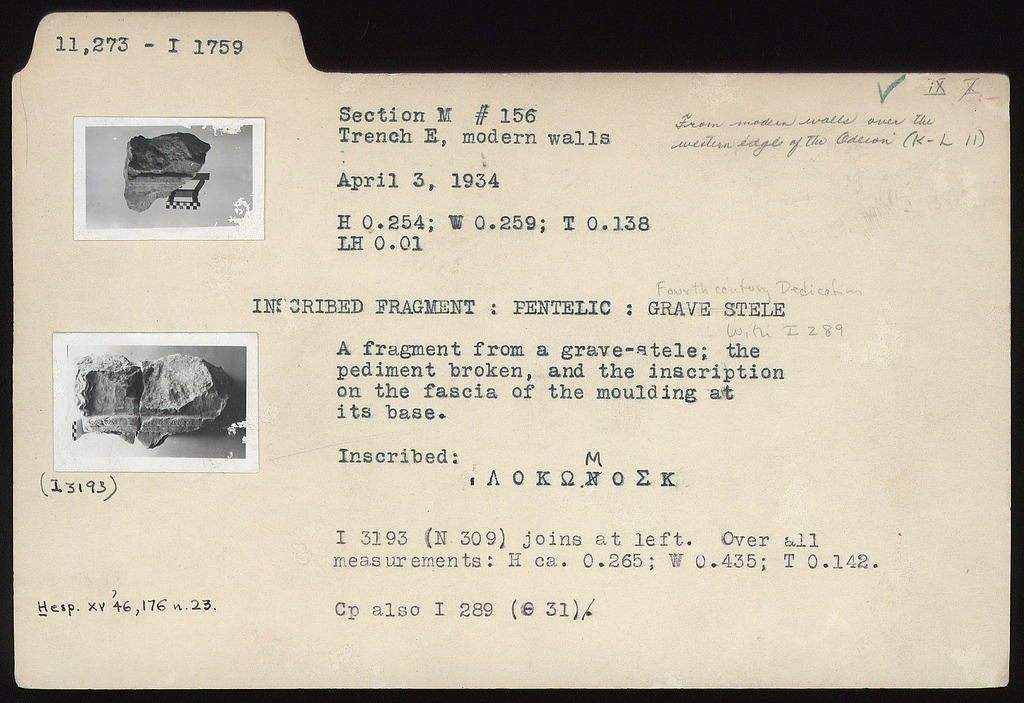 11,273 - I 1759
IX X
Section M # 156
Trench E, modern walls
From modern walls over the
western edge of the Odeion (K-L 11)
April 3, 1934
H 0.254; W 0.259; T 0.138
LH 0.01
Fourth century Dedication
INSCRIBED FRAGMENT : PENTELIC : GRAVE STELE
With I 289
A fragment from a grave-stele; the
pediment broken, and the inscription
on the fascia of the moulding at
its base.
Inscribed:
M
Λ Ο Κ Ω Ν Ο Σ Κ
(I 3193)
I 3193 (N 309) joins at left. Over all
measurements: H ca. 0.265; W 0.435; T 0.142.
Hesp. XV '46, 176 n.23.
Cp also I 289 (Θ 31).